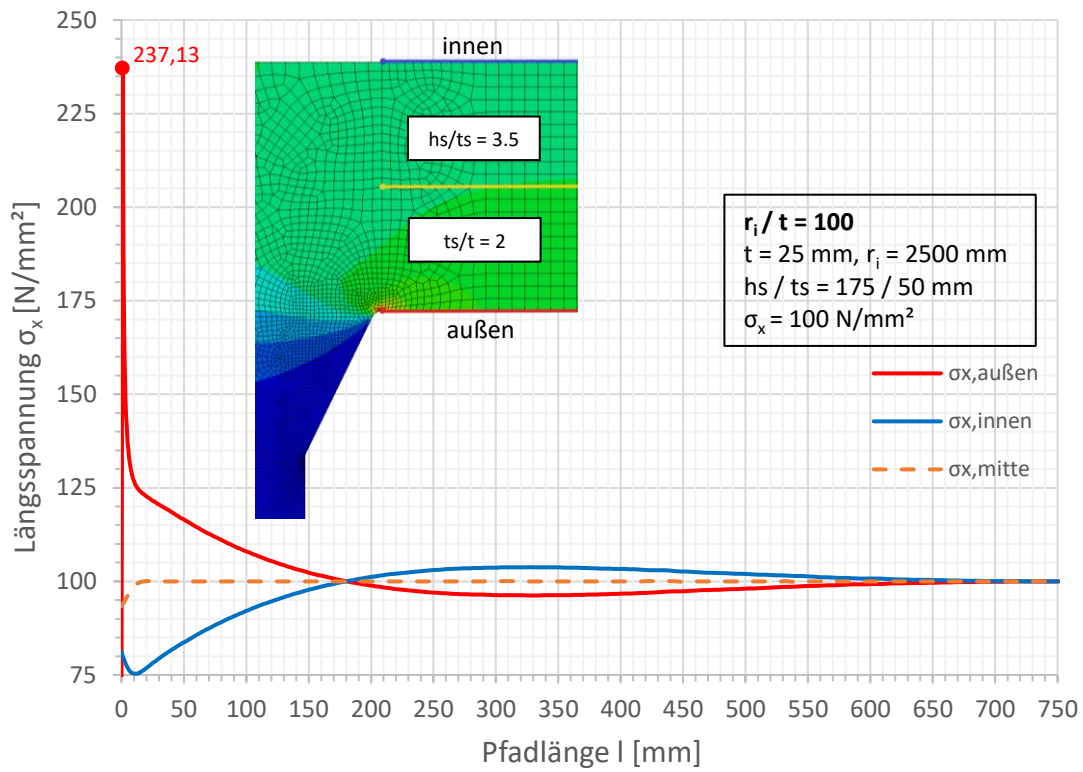 Längsspannung σₓ [N/mm²]
250
225
200
175
150
125
100
75
237,13
innen
hs/ts = 3.5
ts/t = 2
außen
rᵢ / t = 100
t = 25 mm, rᵢ = 2500 mm
hs / ts = 175 / 50 mm
σₓ = 100 N/mm²
σx,außen
σx,innen
σx,mitte
0 50 100 150 200 250 300 350 400 450 500 550 600 650 700 750
Pfadlänge l [mm]